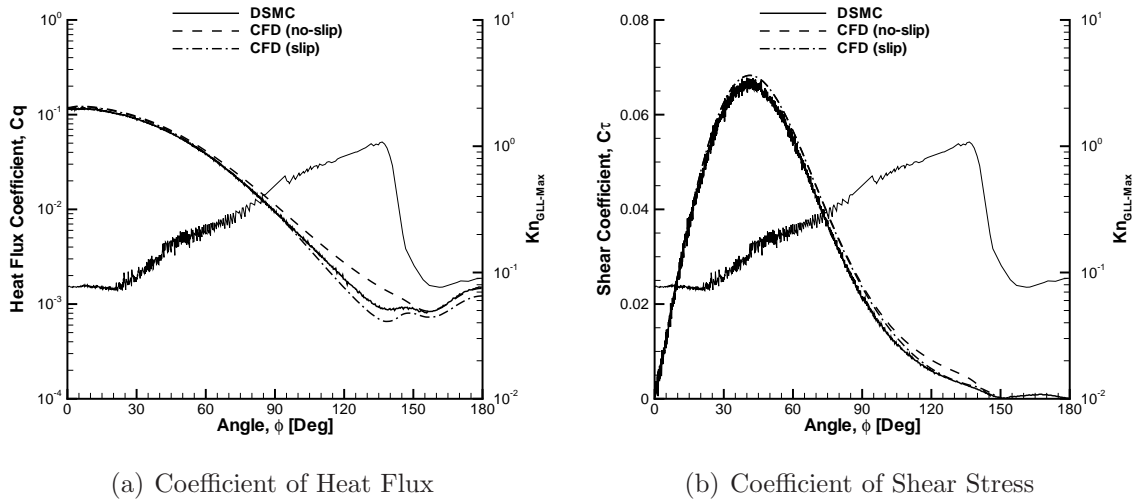 DSMC
CFD (no-slip)
CFD (slip)
Heat Flux Coefficient, Cq
10⁰
10⁻¹
10⁻²
10⁻³
10⁻⁴
Kn_GLL-Max
10¹
10⁰
10⁻¹
10⁻²
0 30 60 90 120 150 180
Angle, ϕ [Deg]
(a) Coefficient of Heat Flux
DSMC
CFD (no-slip)
CFD (slip)
Shear Coefficient, Cτ
0.08
0.06
0.04
0.02
0
Kn_GLL-Max
10¹
10⁰
10⁻¹
10⁻²
0 30 60 90 120 150 180
Angle, ϕ [Deg]
(b) Coefficient of Shear Stress